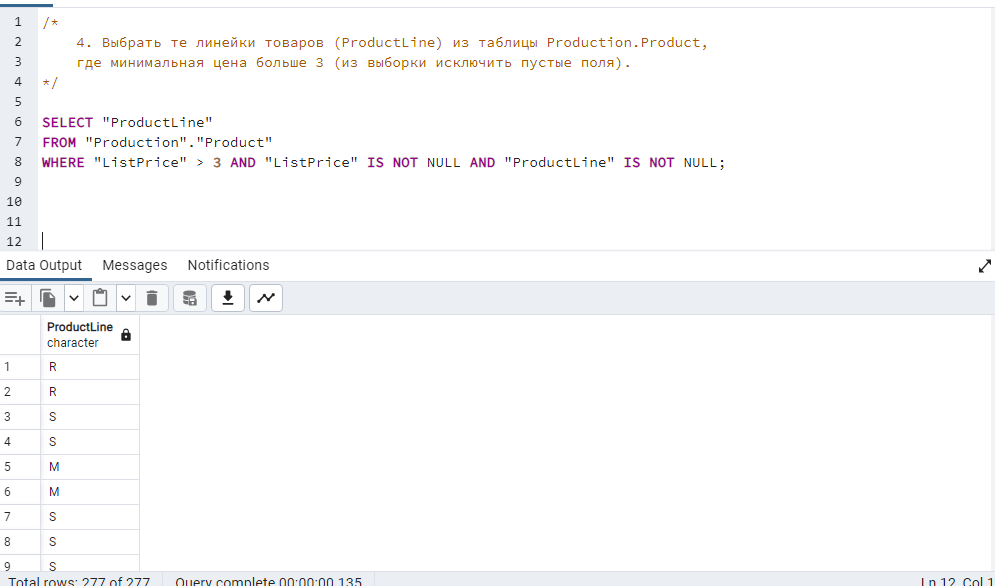 1 /*
2 4. Выбрать те линейки товаров (ProductLine) из таблицы Production.Product,
3 где минимальная цена больше 3 (из выборки исключить пустые поля).
4 */
5
6 SELECT "ProductLine"
7 FROM "Production"."Product"
8 WHERE "ListPrice" > 3 AND "ListPrice" IS NOT NULL AND "ProductLine" IS NOT NULL;
9
10
11
12
Data Output Messages Notifications
ProductLine
character
1 R
2 R
3 S
4 S
5 M
6 M
7 S
8 S
9 S
Total rows: 277 of 277 Query complete 00:00:00.135 Ln 12, Col 1